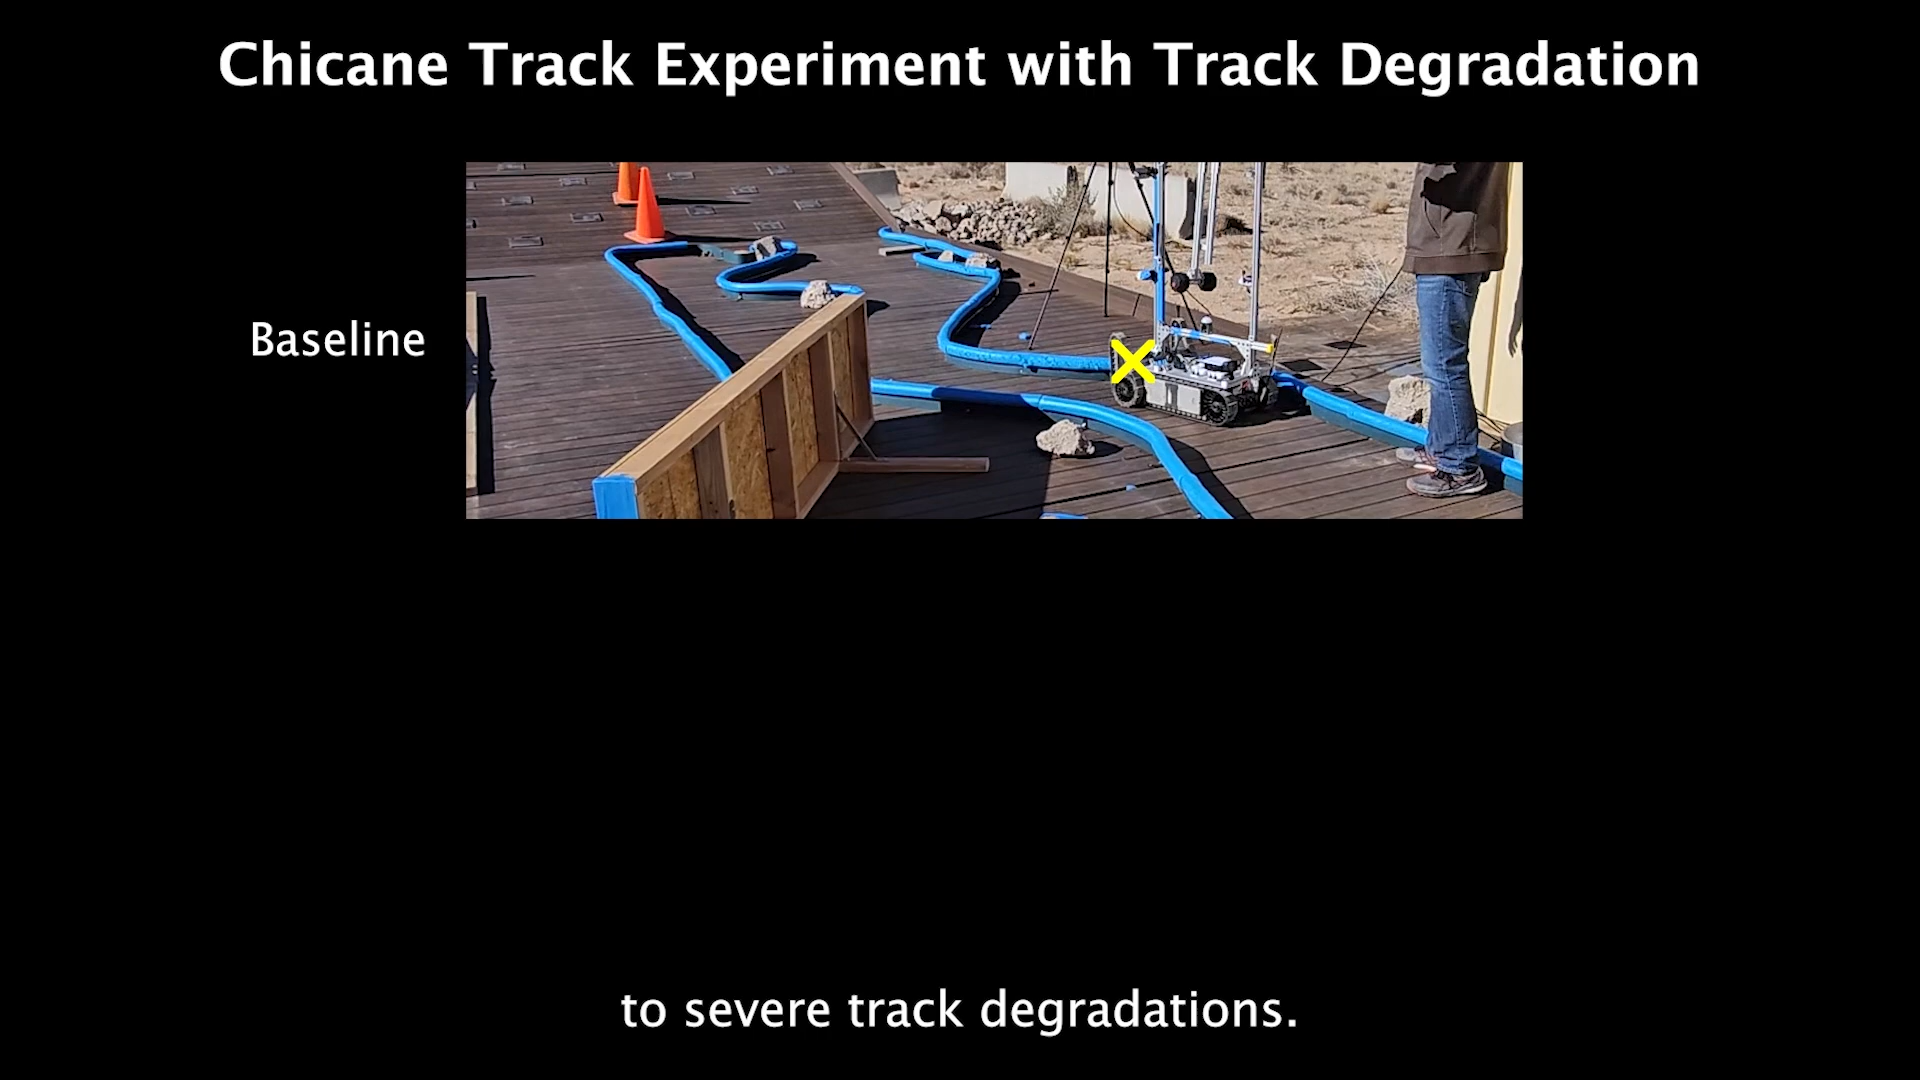 Chicane Track Experiment with Track Degradation
Baseline
to severe track degradations.